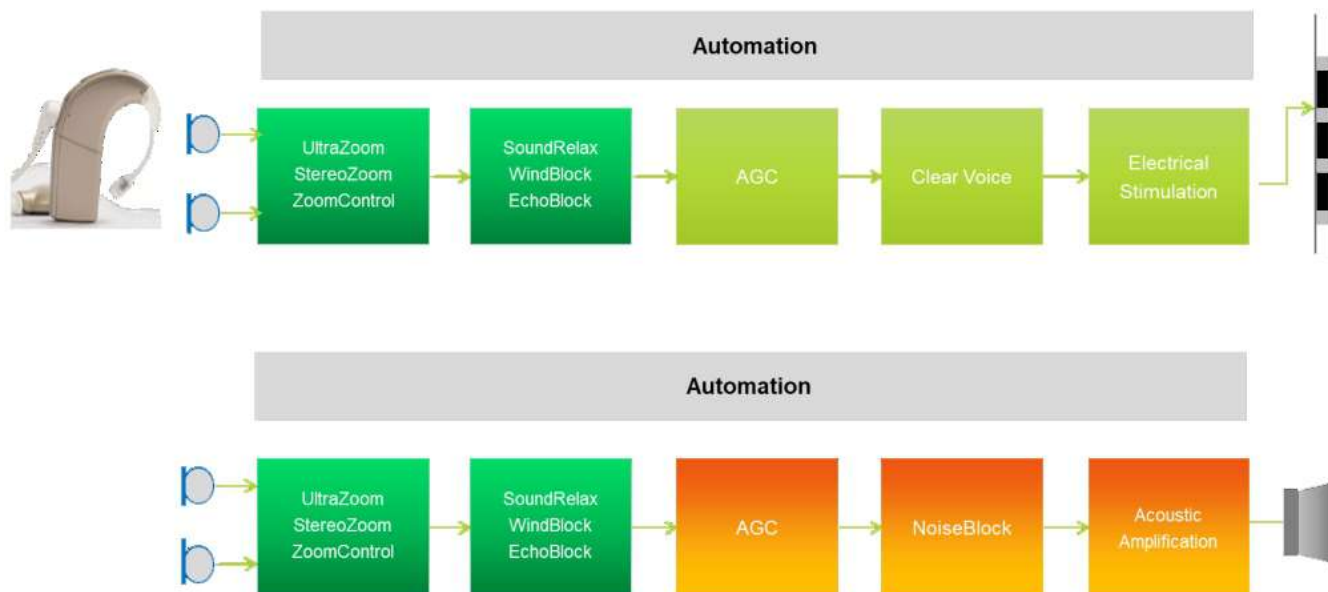 Automation
UltraZoom
StereoZoom
ZoomControl
SoundRelax
WindBlock
EchoBlock
AGC
Clear Voice
Electrical
Stimulation
Automation
UltraZoom
StereoZoom
ZoomControl
SoundRelax
WindBlock
EchoBlock
AGC
NoiseBlock
Acoustic
Amplification